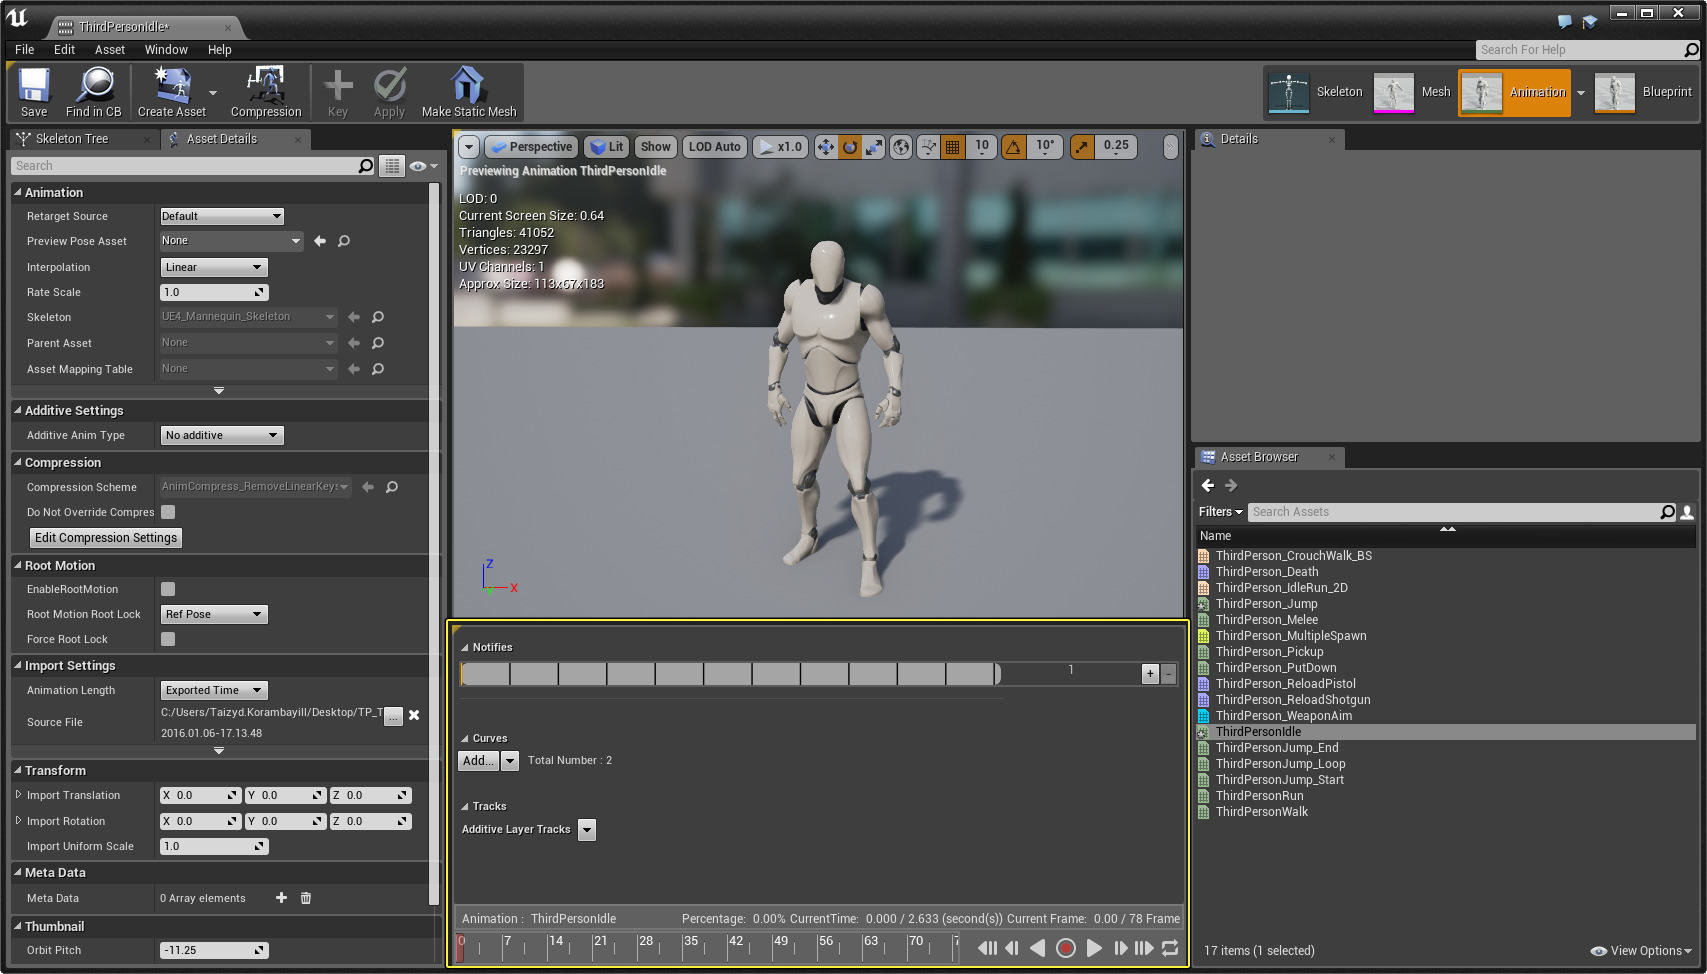 ThirdPersonIdle*
File Edit Asset Window Help
Search For Help
Save Find in CB Create Asset Compression Key Apply Make Static Mesh
Skeleton Mesh Animation Blueprint
Skeleton Tree Asset Details
Search
Animation
Retarget Source Default
Preview Pose Asset None
Interpolation Linear
Rate Scale 1.0
Skeleton UE4_Mannequin_Skeleton
Parent Asset None
Asset Mapping Table None
Additive Settings
Additive Anim Type No additive
Compression
Compression Scheme AnimCompress_RemoveLinearKeys
Do Not Override Compres
Edit Compression Settings
Root Motion
EnableRootMotion
Root Motion Root Lock Ref Pose
Force Root Lock
Import Settings
Animation Length Exported Time
Source File C:/Users/Taizyd.Korambayill/Desktop/TP_T ...
2016.01.06-17.13.48
Transform
Import Translation X 0.0 Y 0.0 Z 0.0
Import Rotation X 0.0 Y 0.0 Z 0.0
Import Uniform Scale 1.0
Meta Data
Meta Data 0 Array elements
Thumbnail
Orbit Pitch -11.25
Perspective Lit Show LOD Auto x1.0 10 10° 0.25
Previewing Animation ThirdPersonIdle
LOD: 0
Current Screen Size: 0.64
Triangles: 41052
Vertices: 23297
UV Channels: 1
Approx Size: 113x67x183
Z
X
Y
Notifies
1 + -
Curves
Add... Total Number : 2
Tracks
Additive Layer Tracks
Animation : ThirdPersonIdle Percentage: 0.00% CurrentTime: 0.000 / 2.633 (second(s)) Current Frame: 0.00 / 78 Frame
0 7 14 21 28 35 42 49 56 63 70
Details
Asset Browser
Filters Search Assets
Name
ThirdPerson_CrouchWalk_BS
ThirdPerson_Death
ThirdPerson_IdleRun_2D
ThirdPerson_Jump
ThirdPerson_Melee
ThirdPerson_MultipleSpawn
ThirdPerson_Pickup
ThirdPerson_PutDown
ThirdPerson_ReloadPistol
ThirdPerson_ReloadShotgun
ThirdPerson_WeaponAim
ThirdPersonIdle
ThirdPersonJump_End
ThirdPersonJump_Loop
ThirdPersonJump_Start
ThirdPersonRun
ThirdPersonWalk
17 items (1 selected) View Options